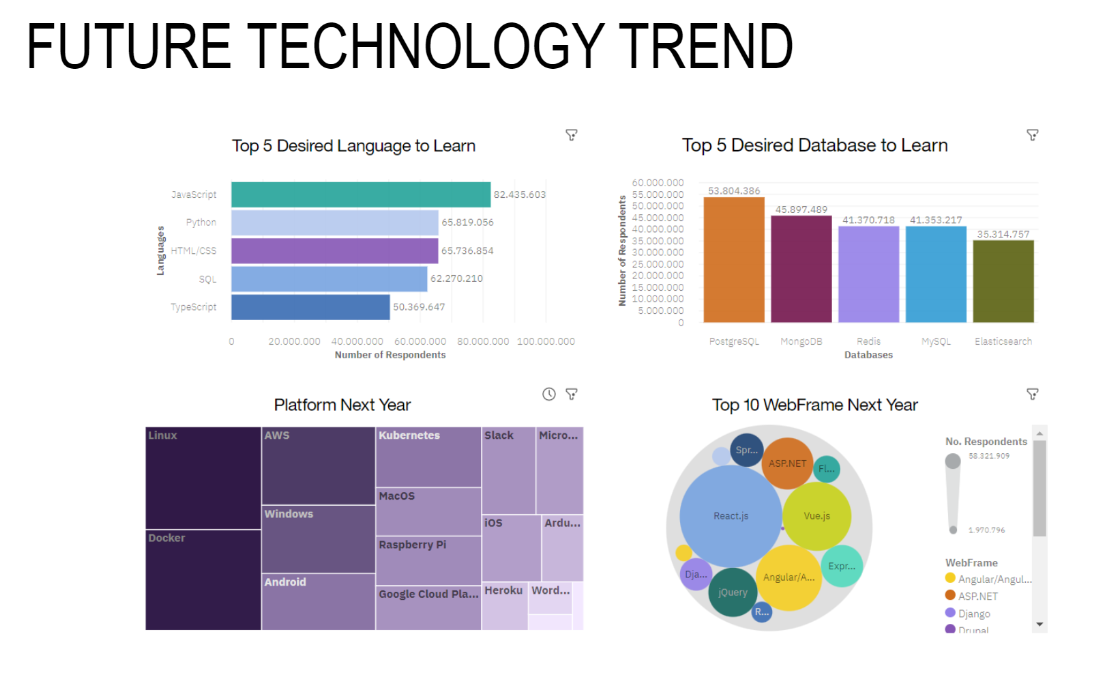 FUTURE TECHNOLOGY TREND
Top 5 Desired Language to Learn
Languages
JavaScript
82.435.603
Python
65.819.056
HTML/CSS
65.736.854
SQL
62.270.210
TypeScript
50.369.647
0 20.000.000 40.000.000 60.000.000 80.000.000 100.000.000
Number of Respondents
Top 5 Desired Database to Learn
Number of Respondents
60.000.000
55.000.000
50.000.000
45.000.000
40.000.000
35.000.000
30.000.000
25.000.000
20.000.000
15.000.000
10.000.000
5.000.000
0
53.804.386
45.897.489
41.370.718
41.353.217
35.314.757
PostgreSQL MongoDB Redis MySQL Elasticsearch
Databases
Platform Next Year
Linux
Docker
AWS
Windows
Android
Kubernetes
MacOS
Raspberry Pi
Google Cloud Pla...
Slack
Micro...
iOS
Ardu...
Heroku
Word...
Top 10 WebFrame Next Year
Spr...
ASP.NET
Fl...
React.js
Vue.js
Expr...
Dja...
Angular/A...
jQuery
R...
No. Respondents
38.321.909
1.970.796
WebFrame
Angular/Angul...
ASP.NET
Django
Drupal